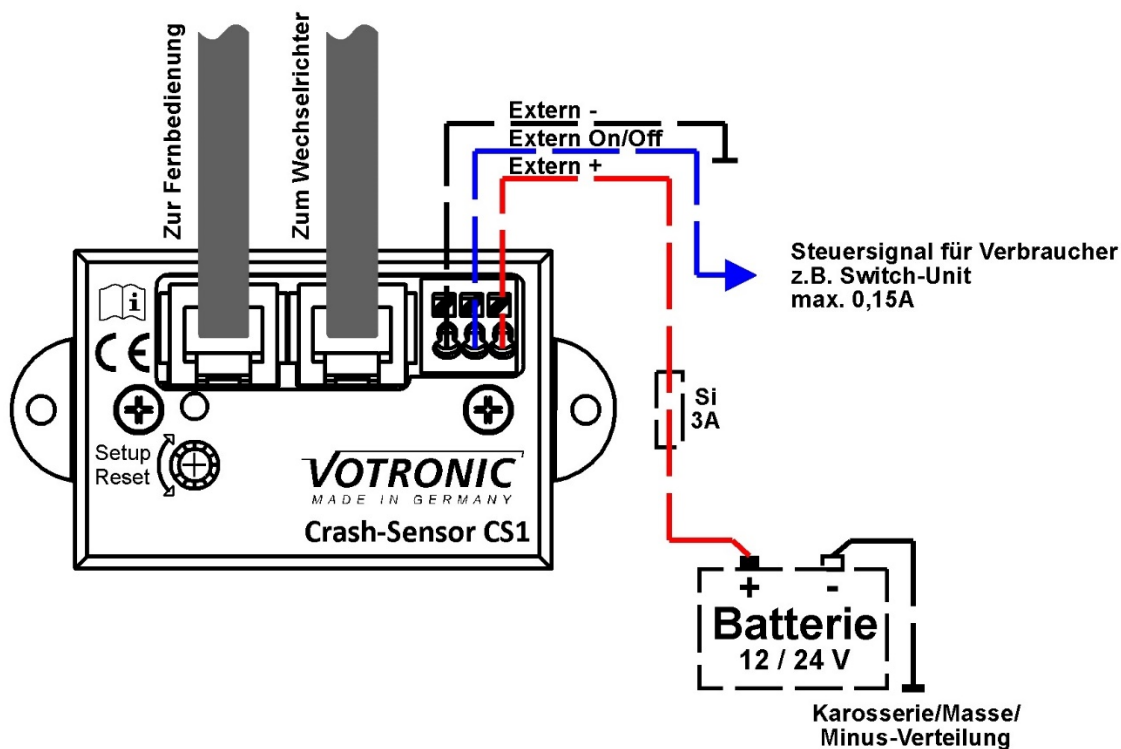 Zur Fernbedienung
Zum Wechselrichter
Extern -
Extern On/Off
Extern +
Steuersignal für Verbraucher
z.B. Switch-Unit
max. 0,15A
i
CE
Si
3A
Setup
Reset
VOTRONIC
MADE IN GERMANY
Crash-Sensor CS1
+ -
Batterie
12 / 24 V
Karosserie/Masse/
Minus-Verteilung